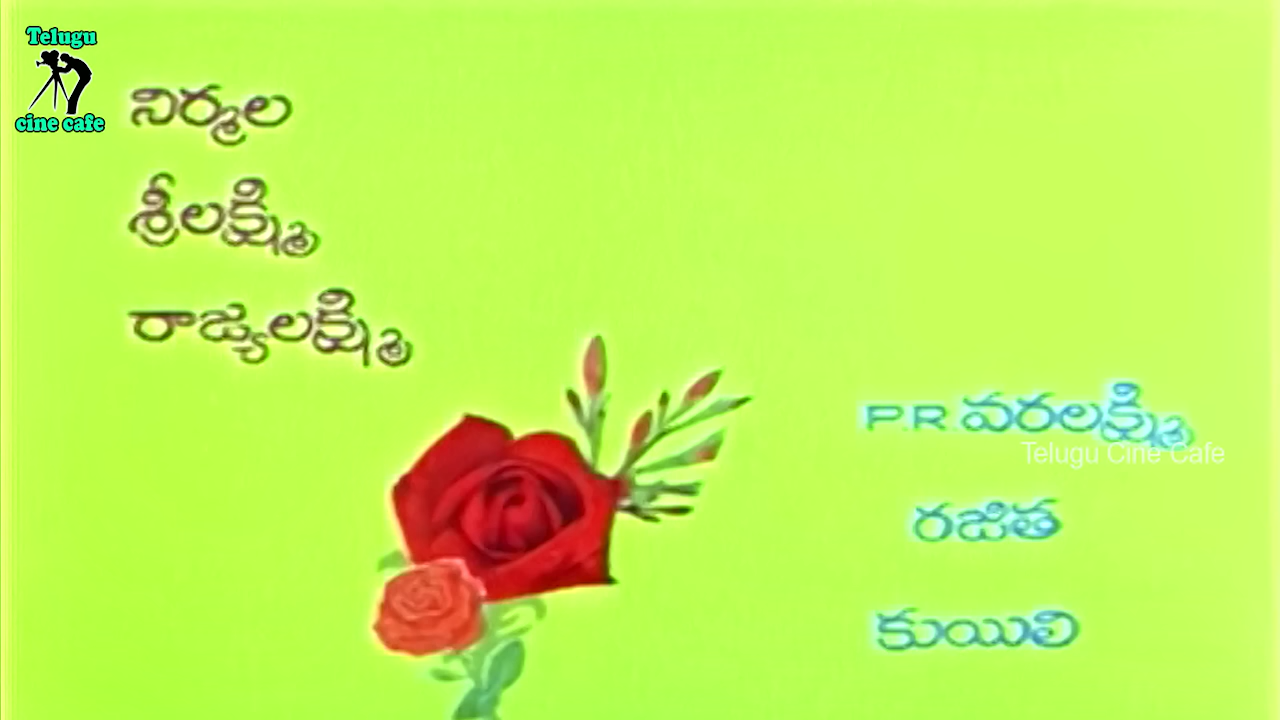 Telugu
cine cafe
నిర్మల
శ్రీలక్ష్మి
రాజ్యలక్ష్మి
P.R. వరలక్ష్మి
Telugu Cine Cafe
రజిత
కుయిలి